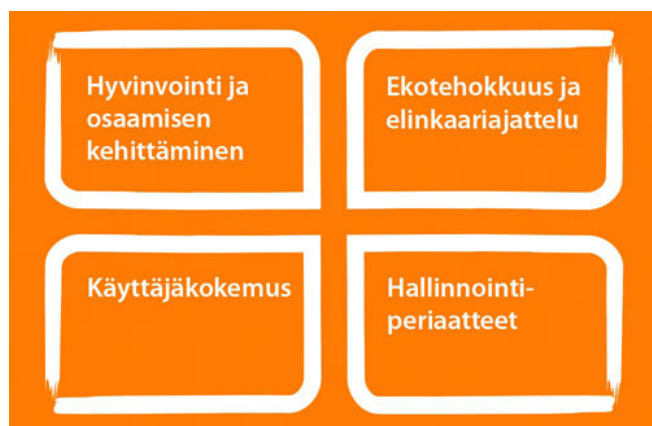 Hyvinvointi ja
osaamisen
kehittäminen
Ekotehokkuus ja
elinkaariajattelu
Käyttäjäkokemus
Hallinnointi-
periaatteet